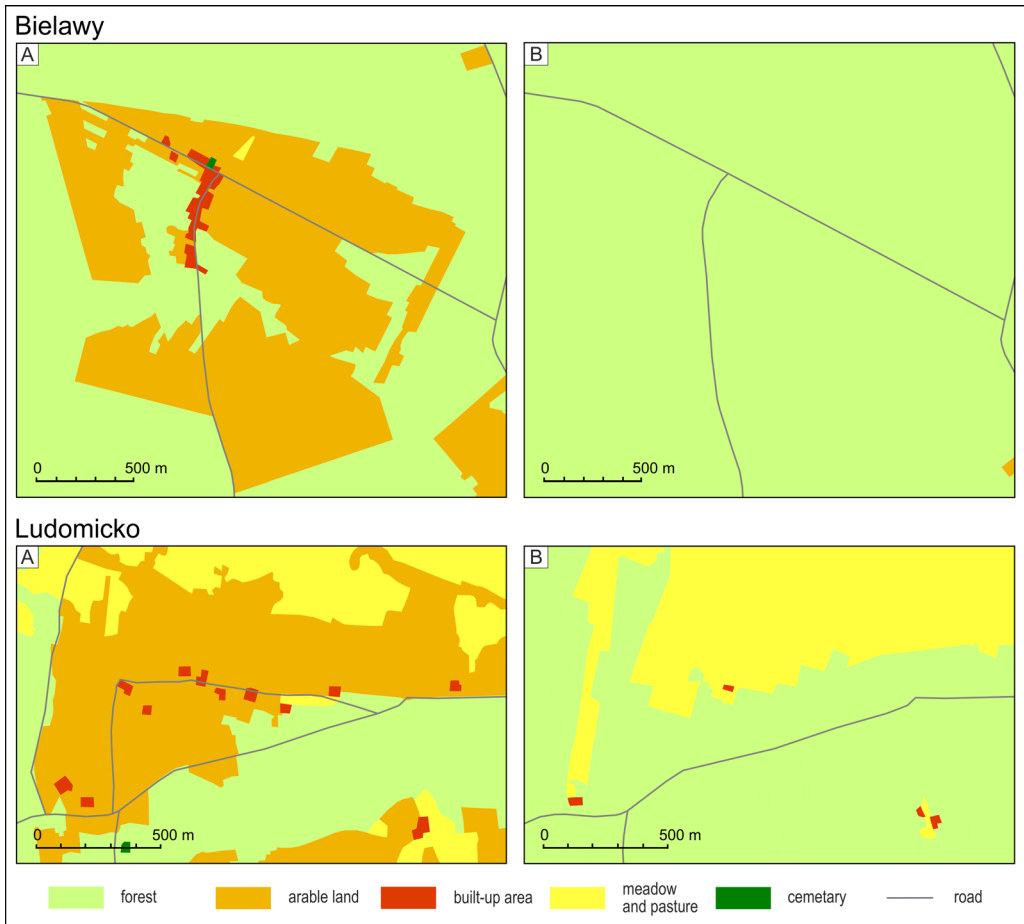 Bielawy
A
B
0 500 m
0 500 m
Ludomicko
A
B
0 500 m
0 500 m
forest
arable land
built-up area
meadow
and pasture
cemetary
road